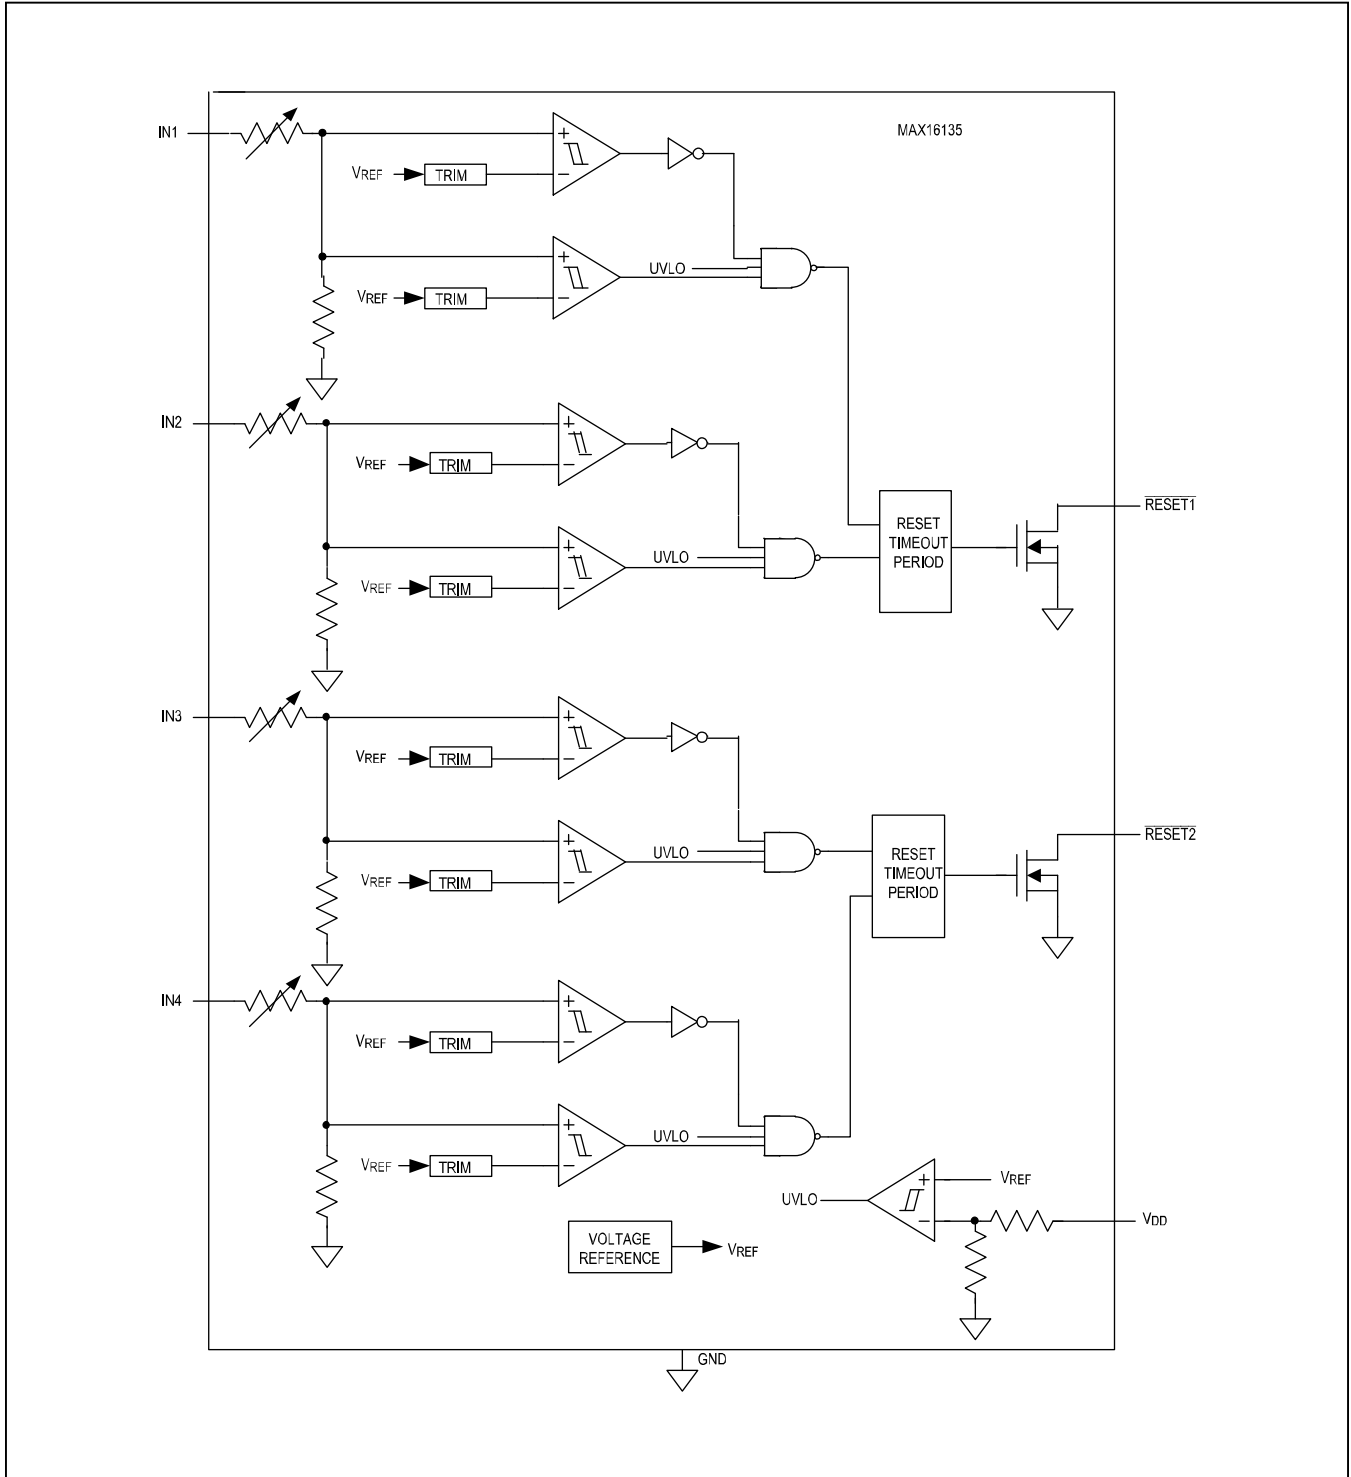 MAX16135
IN1
+
VREF
TRIM
−
+
UVLO
VREF
TRIM
−
IN2
+
VREF
TRIM
−
RESET1
RESET
TIMEOUT
PERIOD
+
UVLO
VREF
TRIM
−
IN3
+
VREF
TRIM
−
RESET2
+
UVLO
RESET
TIMEOUT
PERIOD
VREF
TRIM
−
IN4
+
VREF
TRIM
−
+
UVLO
VREF
TRIM
−
+
VREF
UVLO
−
VDD
VOLTAGE
REFERENCE
VREF
GND